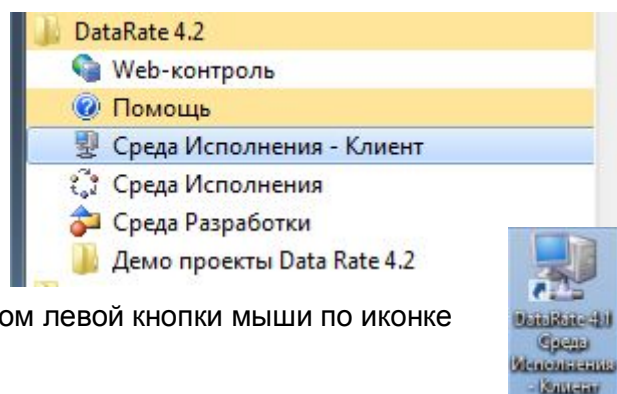 DataRate 4.2
Web-контроль
Помощь
Среда Исполнения - Клиент
Среда Исполнения
Среда Разработки
Демо проекты Data Rate 4.2
ом левой кнопки мыши по иконке
DataRate 4.1
Среда
Исполнения
- Клиент